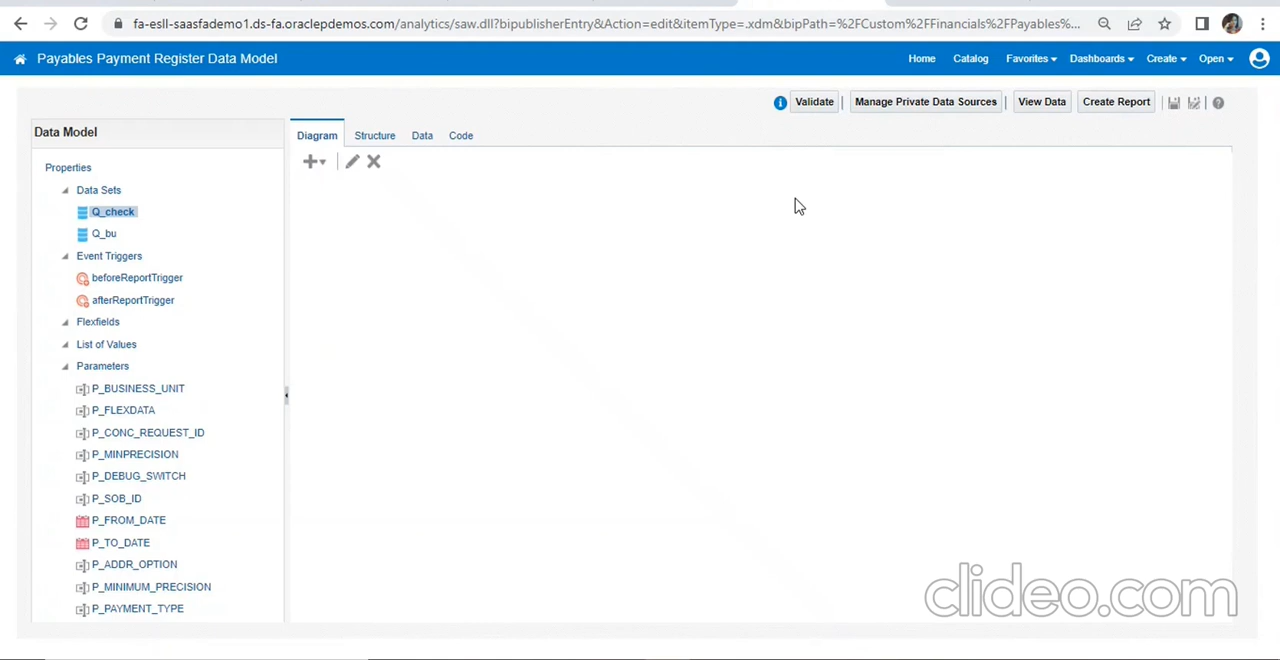 fa-esll-saasfademo1.ds-fa.oraclepdemos.com/analytics/saw.dll?bipublisherEntry&Action=edit&itemType=.xdm&bipPath=%2FCustom%2FFinancials%2FPayables%2F...
Payables Payment Register Data Model Home Catalog Favorites Dashboards Create Open
Validate Manage Private Data Sources View Data Create Report
Data Model
Diagram Structure Data Code
Properties
Data Sets
Q_check
Q_bu
Event Triggers
beforeReportTrigger
afterReportTrigger
Flexfields
List of Values
Parameters
P_BUSINESS_UNIT
P_FLEXDATA
P_CONC_REQUEST_ID
P_MINPRECISION
P_DEBUG_SWITCH
P_SOB_ID
P_FROM_DATE
P_TO_DATE
P_ADDR_OPTION
P_MINIMUM_PRECISION
P_PAYMENT_TYPE
clideo.com